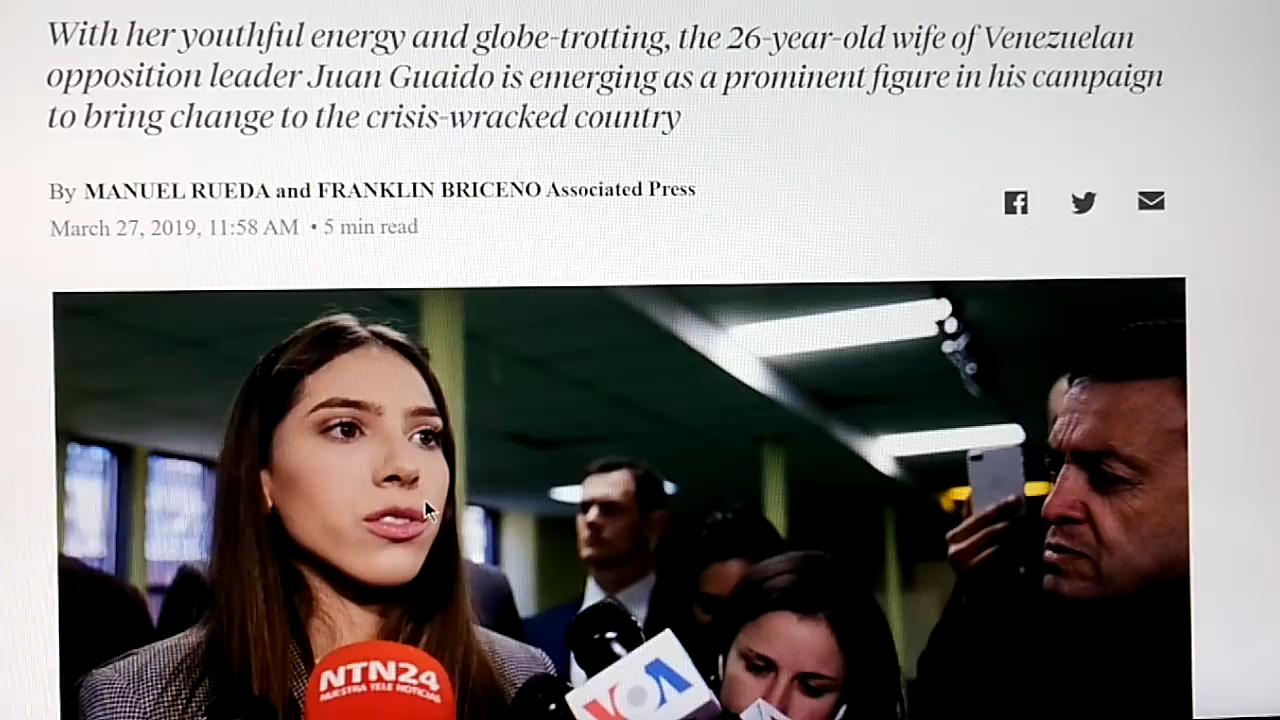 With her youthful energy and globe-trotting, the 26-year-old wife of Venezuelan
opposition leader Juan Guaido is emerging as a prominent figure in his campaign
to bring change to the crisis-wracked country
By MANUEL RUEDA and FRANKLIN BRICENO Associated Press
March 27, 2019, 11:58 AM • 5 min read
NTN24
NUESTRA TELE NOTICIAS
VOA